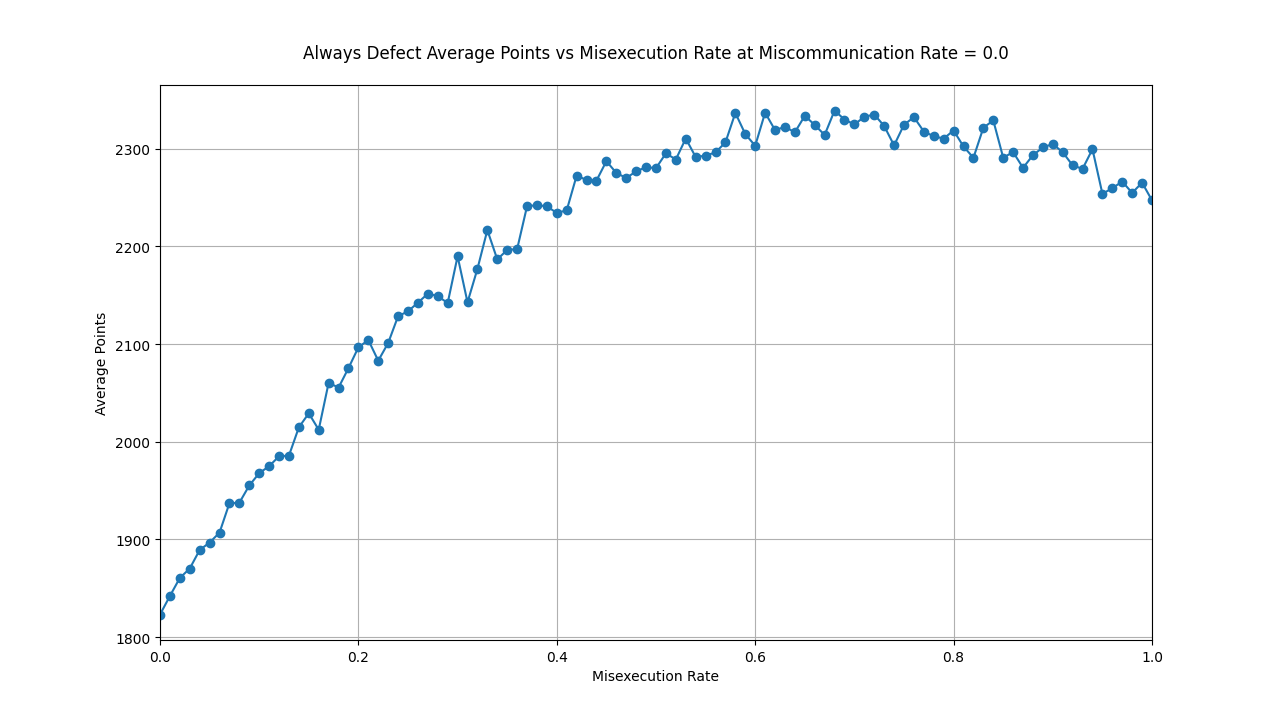 Always Defect Average Points vs Misexecution Rate at Miscommunication Rate = 0.0
2300
2200
2100
2000
1900
1800
Average Points
0.0 0.2 0.4 0.6 0.8 1.0
Misexecution Rate